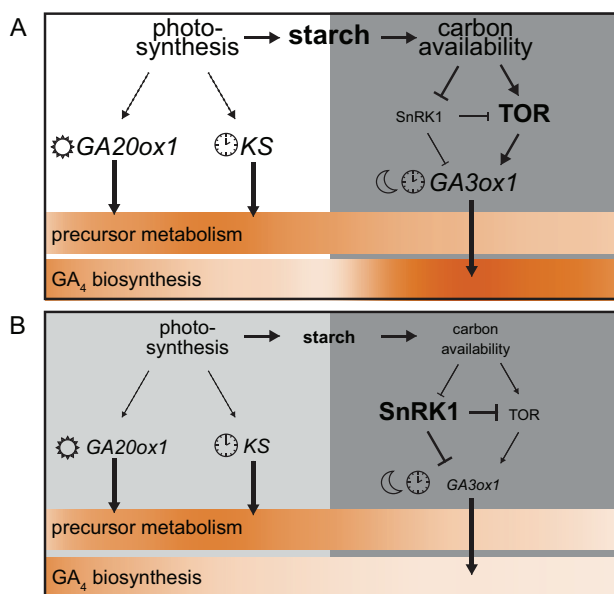 A
photo-
synthesis
starch
carbon
availability
SnRK1
TOR
GA20ox1
KS
GA3ox1
precursor metabolism
GA4 biosynthesis
B
photo-
synthesis
starch
carbon
availability
SnRK1
TOR
GA20ox1
KS
GA3ox1
precursor metabolism
GA4 biosynthesis